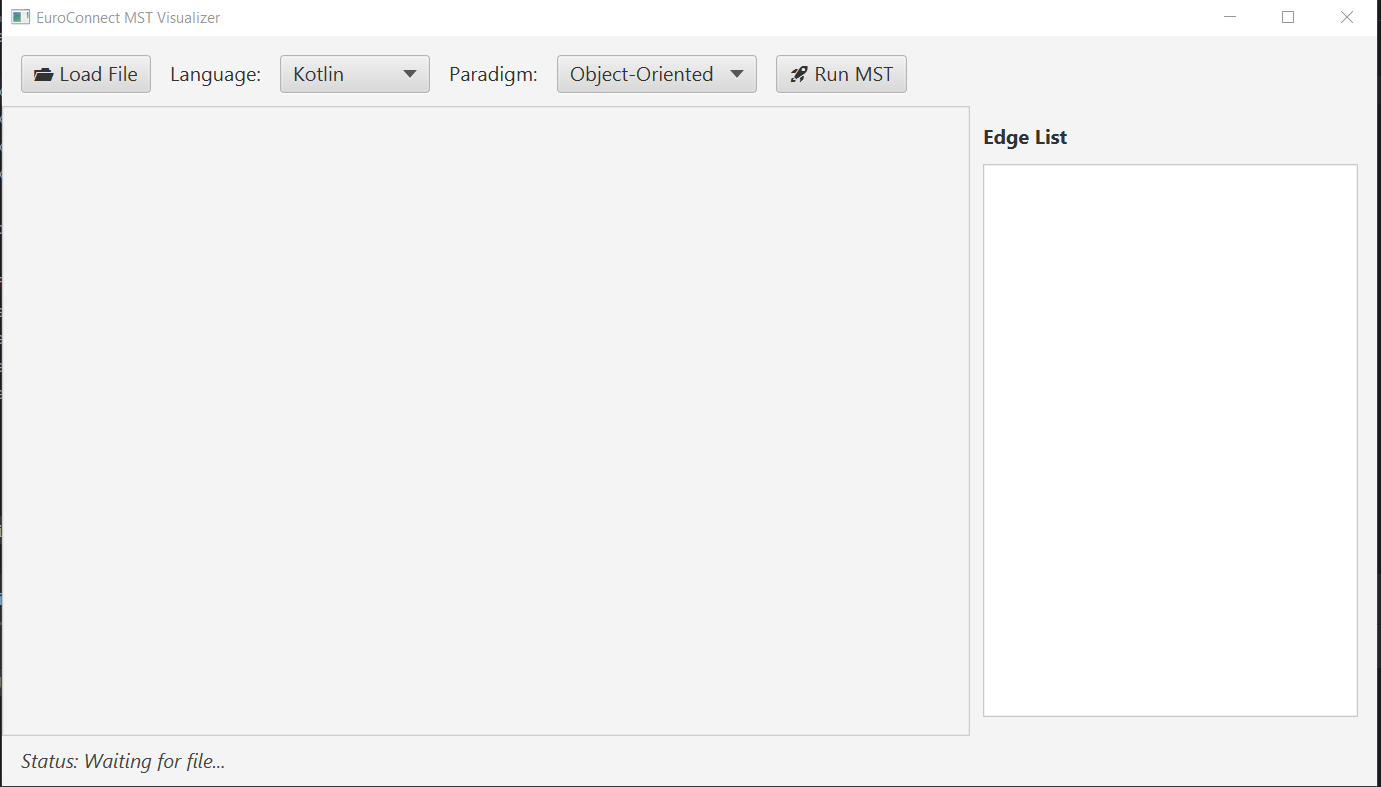 EuroConnect MST Visualizer
Load File Language: Kotlin Paradigm: Object-Oriented Run MST
Edge List
Status: Waiting for file...